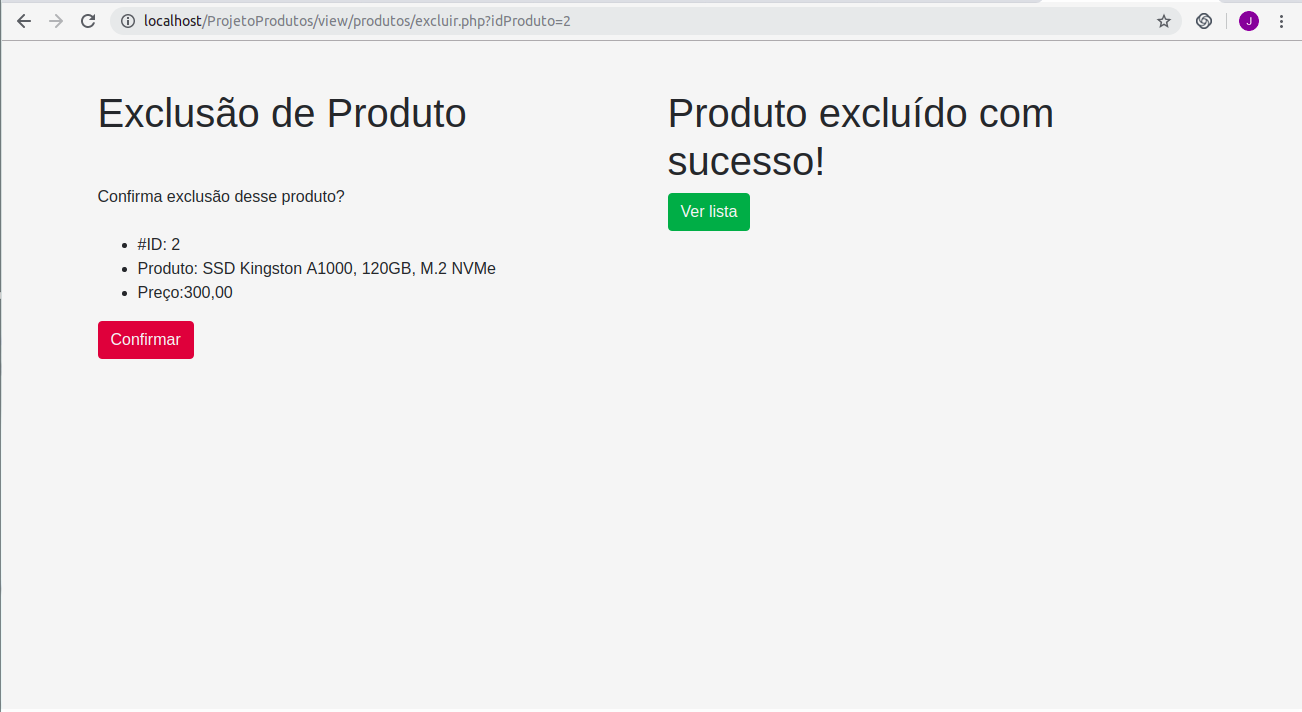 localhost/ProjetoProdutos/view/produtos/excluir.php?idProduto=2
J
Exclusão de Produto
Confirma exclusão desse produto?
#ID: 2
Produto: SSD Kingston A1000, 120GB, M.2 NVMe
Preço:300,00
Confirmar
Produto excluído com
sucesso!
Ver lista